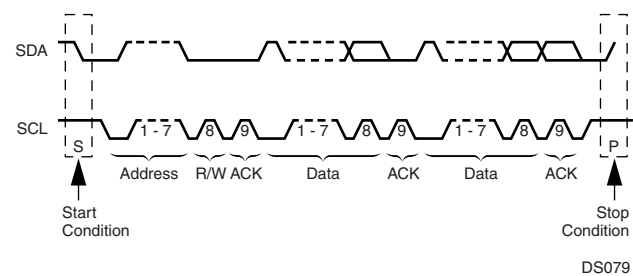 SDA
SCL
1 - 7 8 9 1 - 7 8 9 1 - 7 8 9
S P
Address R/W ACK Data ACK Data ACK
Start Condition
Stop Condition
DS079